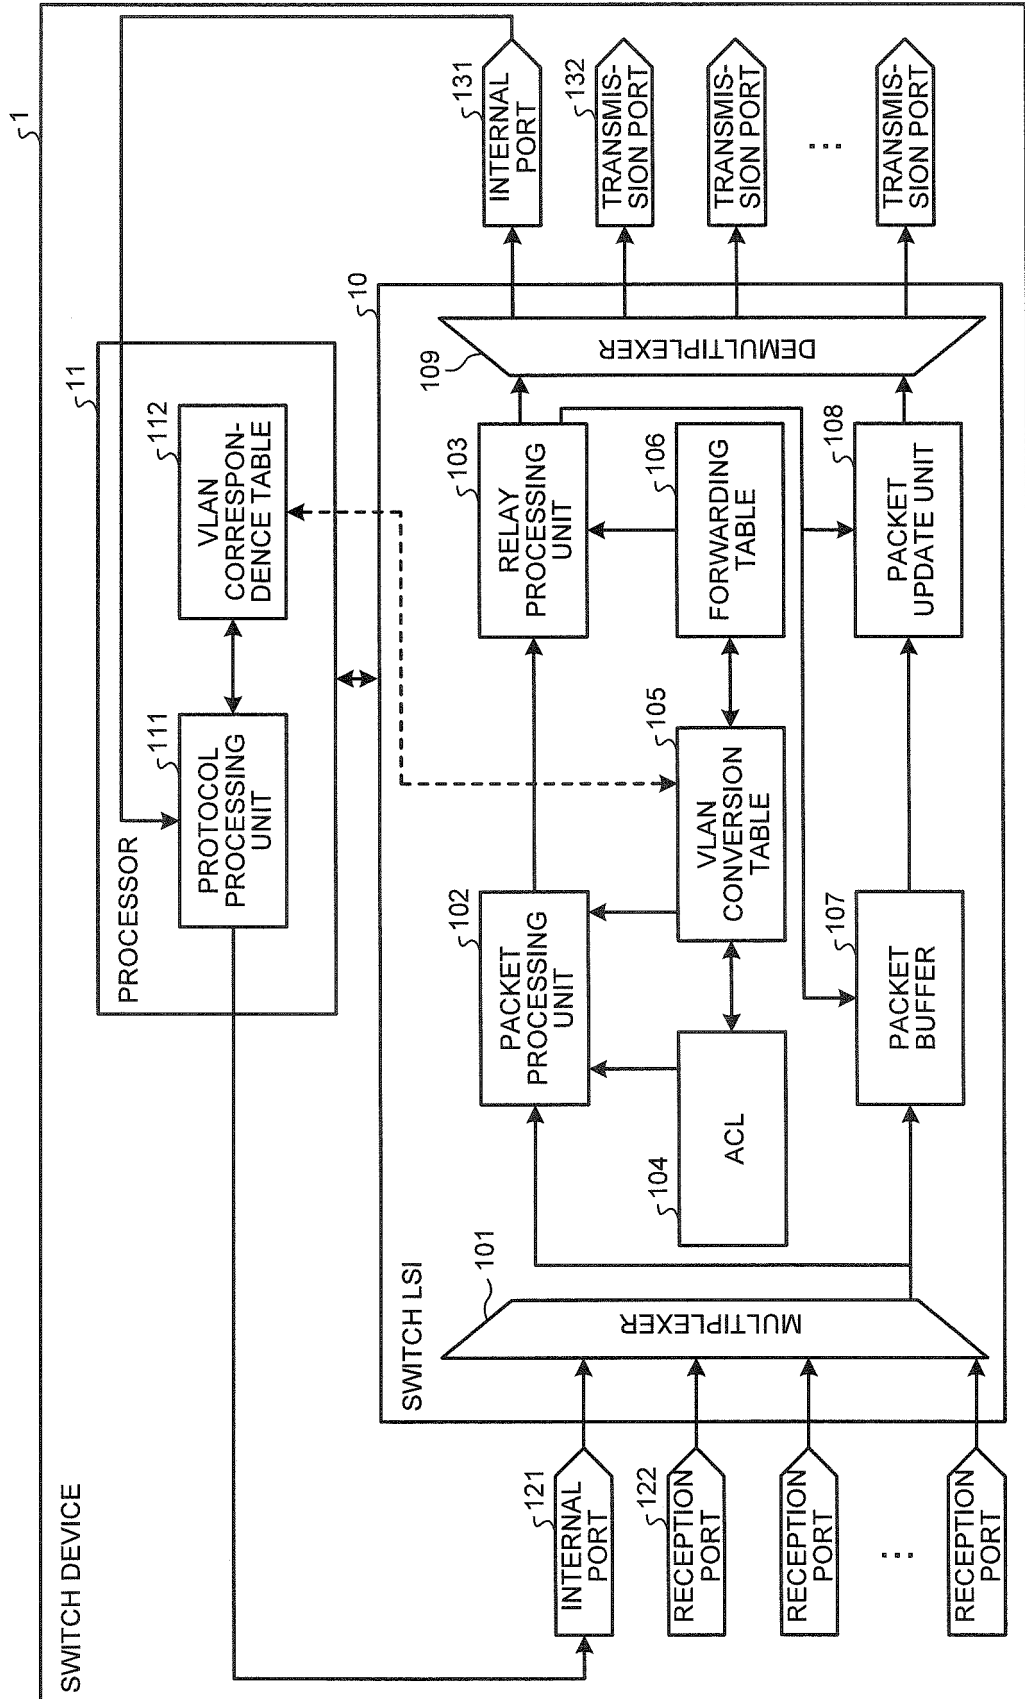 SWITCH DEVICE
1
PROCESSOR
11
PROTOCOL
PROCESSING
UNIT
111
VLAN
CORRESPON-
DENCE TABLE
112
SWITCH LSI
10
INTERNAL
PORT
121
RECEPTION
PORT
122
RECEPTION
PORT
...
RECEPTION
PORT
MULTIPLEXER
101
PACKET
PROCESSING
UNIT
102
RELAY
PROCESSING
UNIT
103
ACL
104
VLAN
CONVERSION
TABLE
105
FORWARDING
TABLE
106
PACKET
BUFFER
107
PACKET
UPDATE UNIT
108
DEMULTIPLEXER
109
INTERNAL
PORT
131
TRANSMIS-
SION PORT
132
TRANSMIS-
SION PORT
...
TRANSMIS-
SION PORT